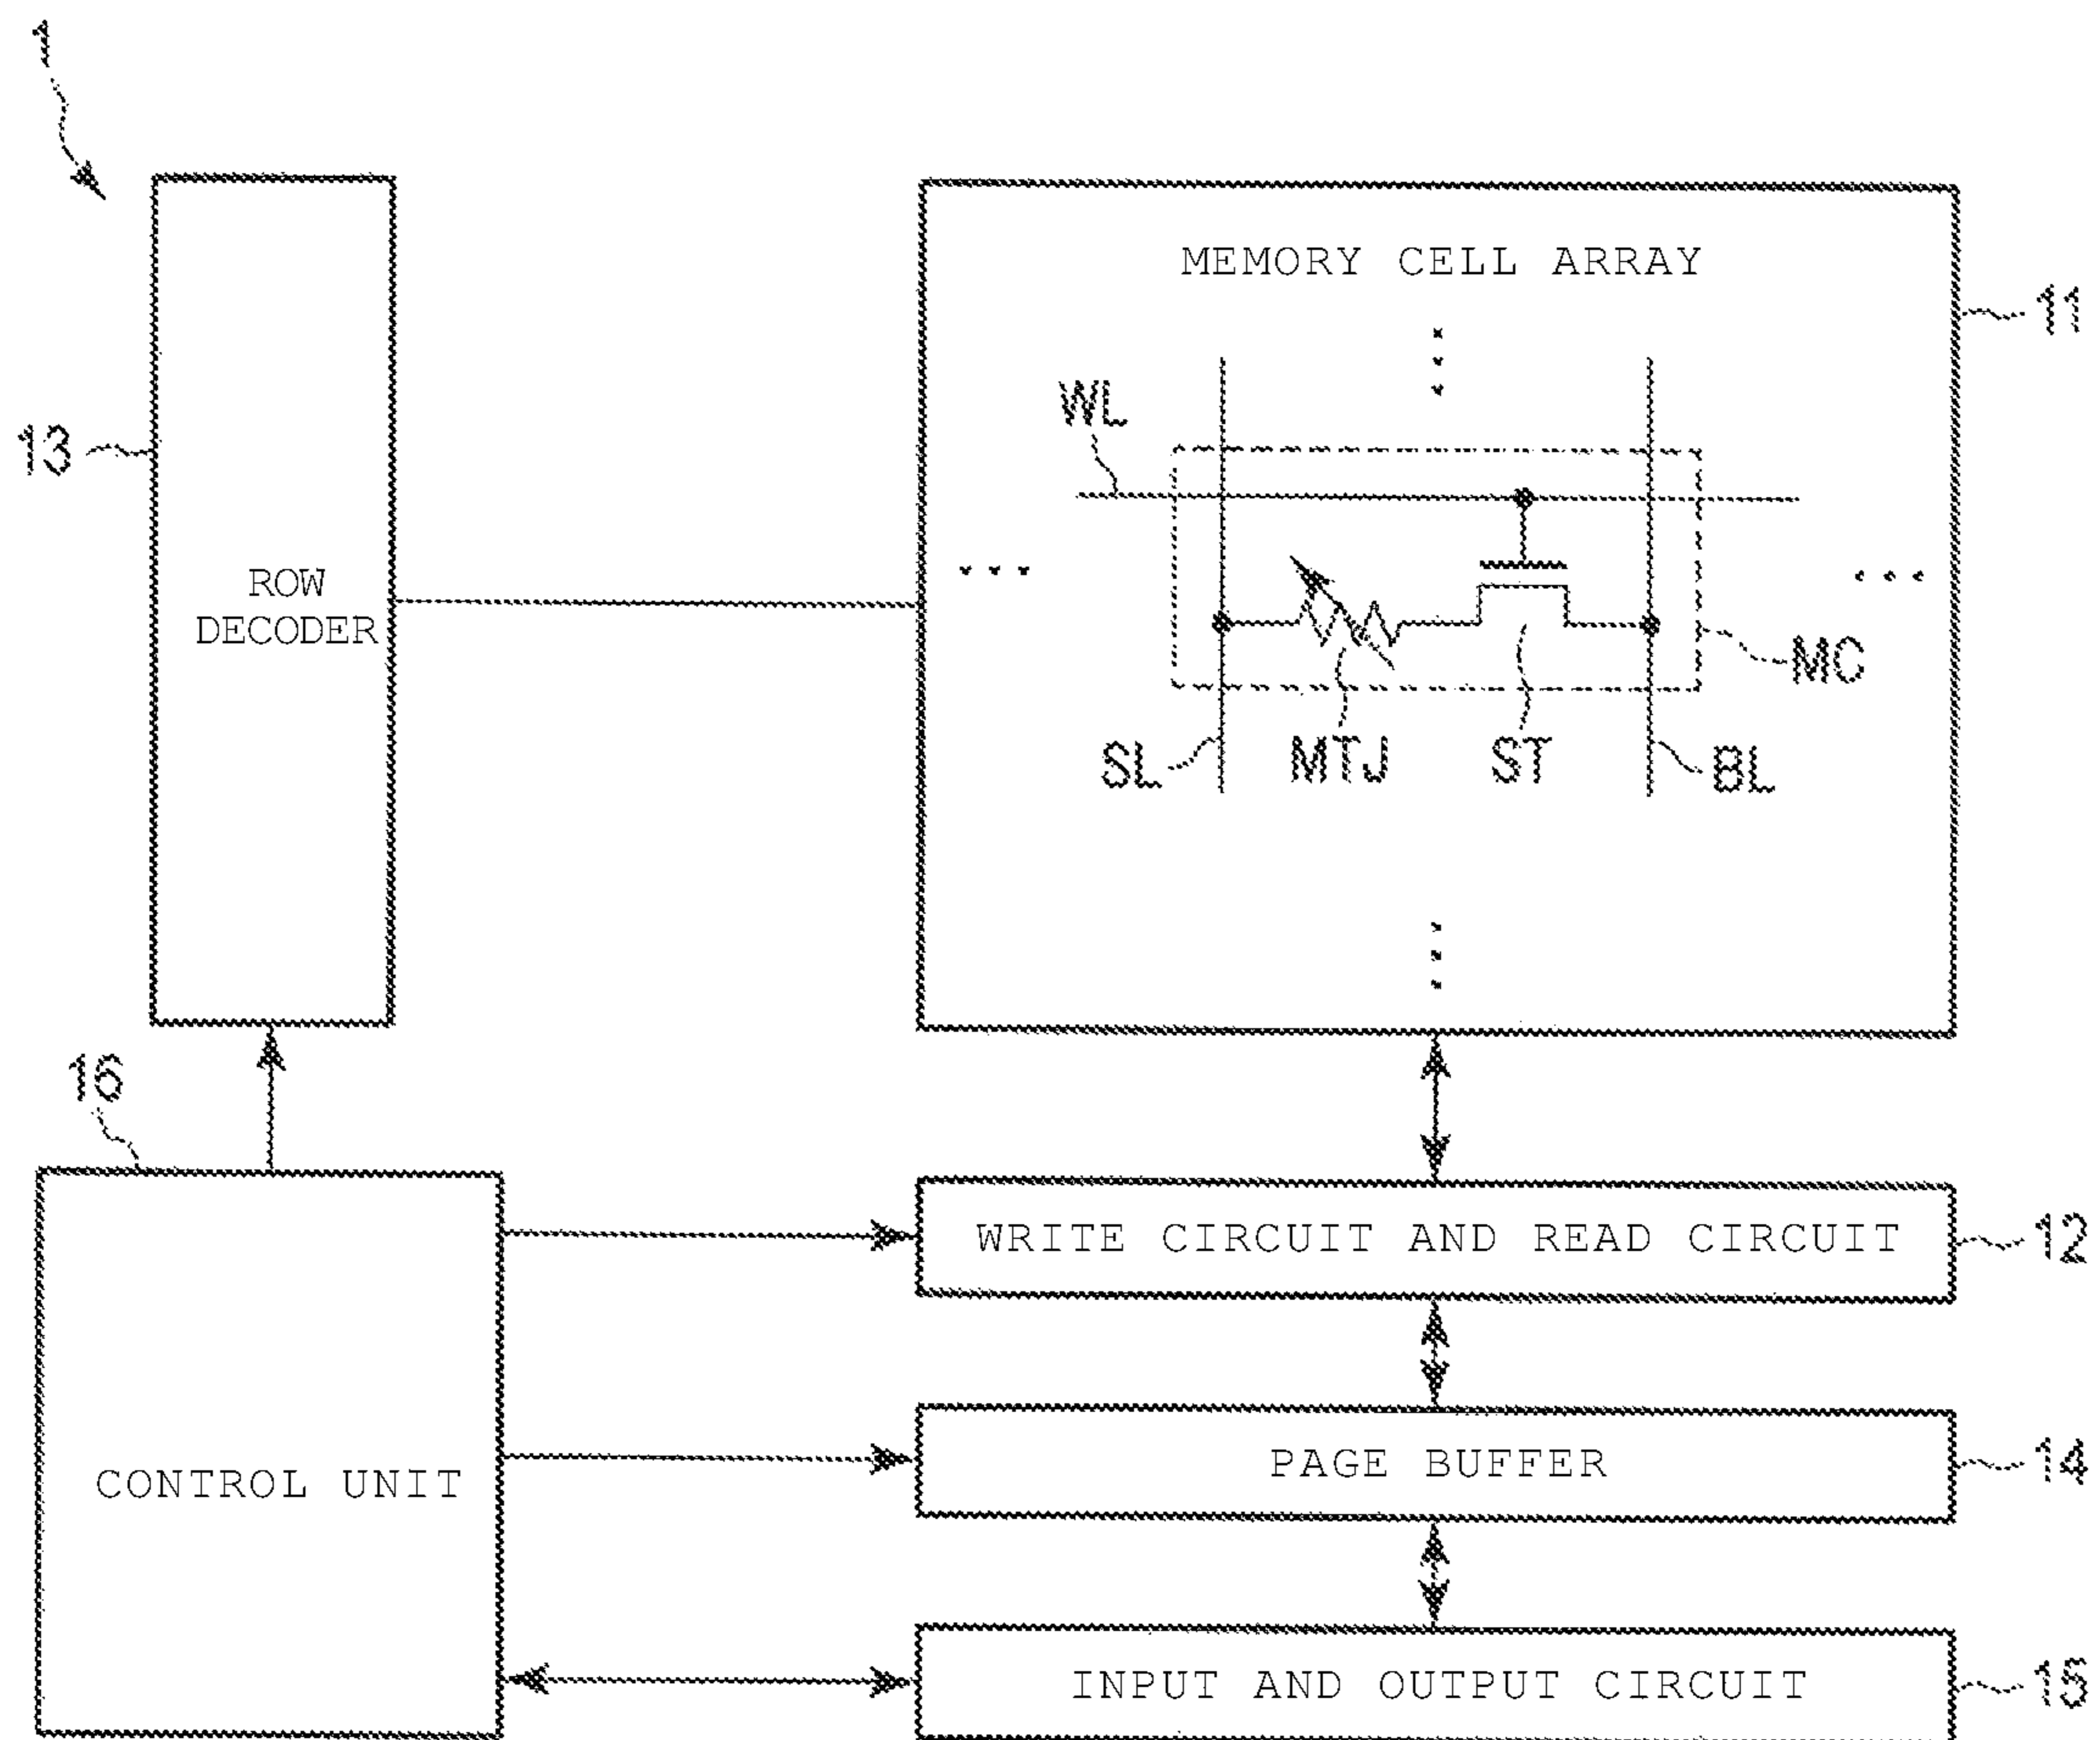 1
MEMORY CELL ARRAY
11
WL
13
ROW
DECODER
MC
SL
MTJ
ST
BL
16
WRITE CIRCUIT AND READ CIRCUIT
12
CONTROL UNIT
PAGE BUFFER
14
INPUT AND OUTPUT CIRCUIT
15